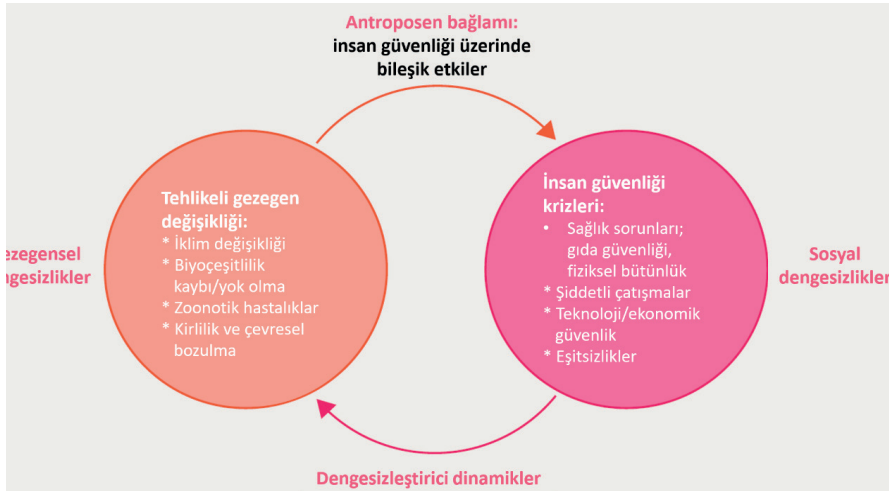 Antroposen bağlamı:
insan güvenliği üzerinde
bileşik etkiler
Tehlikeli gezegen
değişikliği:
* İklim değişikliği
* Biyoçeşitlilik
kaybı/yok olma
* Zoonotik hastalıklar
* Kirlilik ve çevresel
bozulma
İnsan güvenliği
krizleri:
• Sağlık sorunları;
gıda güvenliği,
fiziksel bütünlük
* Şiddetli çatışmalar
* Teknoloji/ekonomik
güvenlik
* Eşitsizlikler
ezegensel
ngesizlikler
Sosyal
dengesizlikler
Dengesizleştirici dinamikler